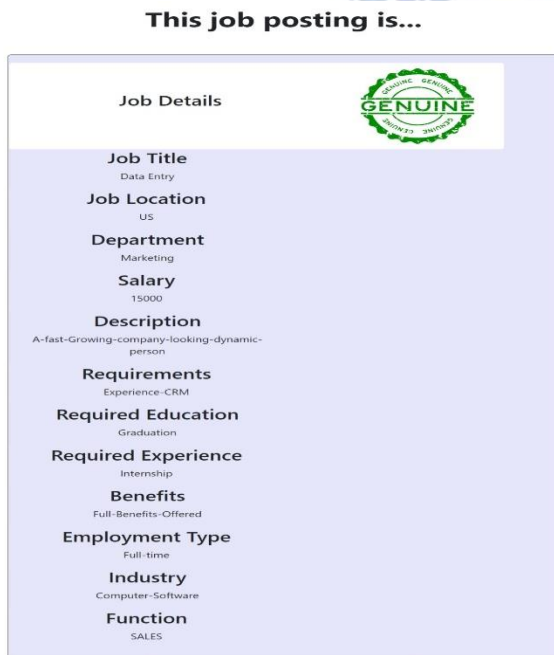 This job posting is...
Job Details
GENUINE GENUINE
GENUINE
GENUINE GENUINE
Job Title
Data Entry
Job Location
US
Department
Marketing
Salary
15000
Description
A-fast-Growing-company-looking-dynamic-
person
Requirements
Experience-CRM
Required Education
Graduation
Required Experience
Internship
Benefits
Full-Benefits-Offered
Employment Type
Full-time
Industry
Computer-Software
Function
SALES